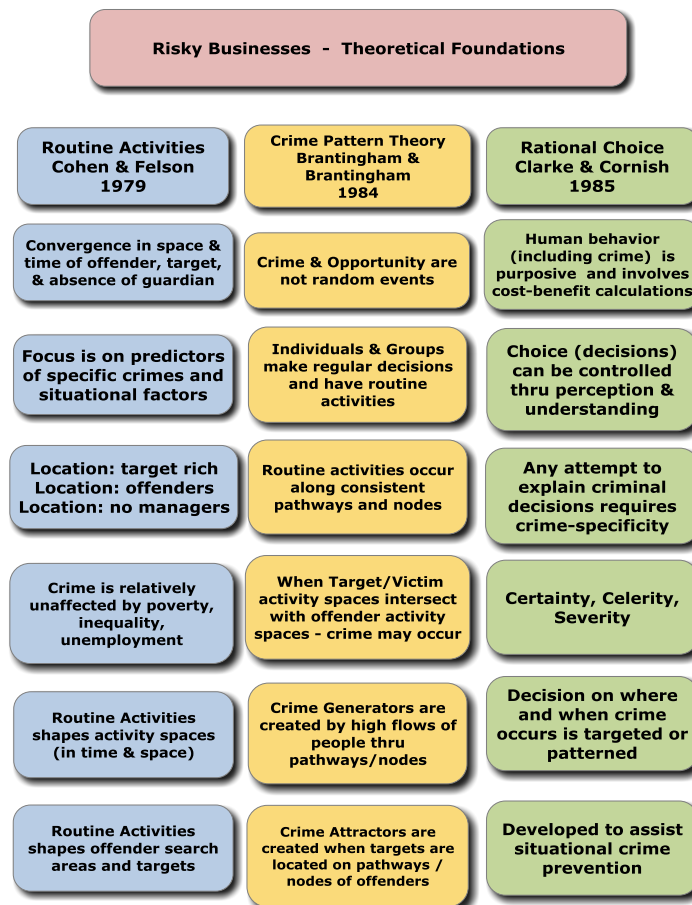 Risky Businesses - Theoretical Foundations
Routine Activities
Cohen & Felson
1979
Convergence in space &
time of offender, target,
& absence of guardian
Focus is on predictors
of specific crimes and
situational factors
Location: target rich
Location: offenders
Location: no managers
Crime is relatively
unaffected by poverty,
inequality,
unemployment
Routine Activities
shapes activity spaces
(in time & space)
Routine Activities
shapes offender search
areas and targets
Crime Pattern Theory
Brantingham &
Brantingham
1984
Crime & Opportunity are
not random events
Individuals & Groups
make regular decisions
and have routine
activities
Routine activities occur
along consistent
pathways and nodes
When Target/Victim
activity spaces intersect
with offender activity
spaces - crime may occur
Crime Generators are
created by high flows of
people thru
pathways/nodes
Crime Attractors are
created when targets are
located on pathways /
nodes of offenders
Rational Choice
Clarke & Cornish
1985
Human behavior
(including crime) is
purposive and involves
cost-benefit calculations
Choice (decisions)
can be controlled
thru perception &
understanding
Any attempt to
explain criminal
decisions requires
crime-specificity
Certainty, Celerity,
Severity
Decision on where
and when crime
occurs is targeted or
patterned
Developed to assist
situational crime
prevention